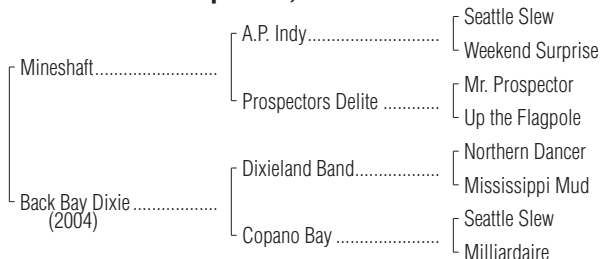 Seattle Slew
A.P. Indy..............................
Weekend Surprise
Mineshaft..........................
Mr. Prospector
Prospectors Delite ............
Up the Flagpole
Northern Dancer
Dixieland Band..................
Mississippi Mud
Back Bay Dixie ..................
(2004)
Seattle Slew
Copano Bay ......................
Milliardaire